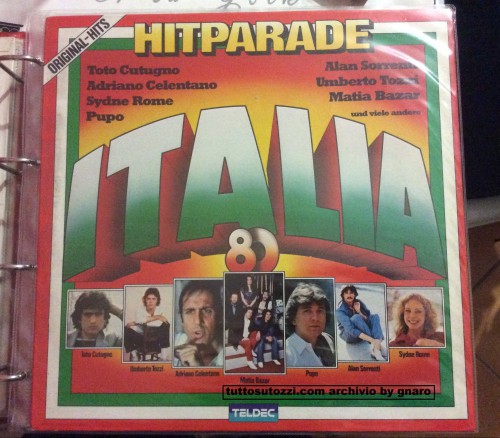 ORIGINAL-HITS
HITPARADE
Toto Cutugno
Adriano Celentano
Sydne Rome
Pupo
Alan Sorrenti
Umberto Tozzi
Matia Bazar
und viele andere
ITALIA
80
Toto Cutugno
Umberto Tozzi
Adriano Celentano
Matia Bazar
Pupo
Alan Sorrenti
Sydne Rome
tuttosutozzi.com archivio by gnaro
TELDEC